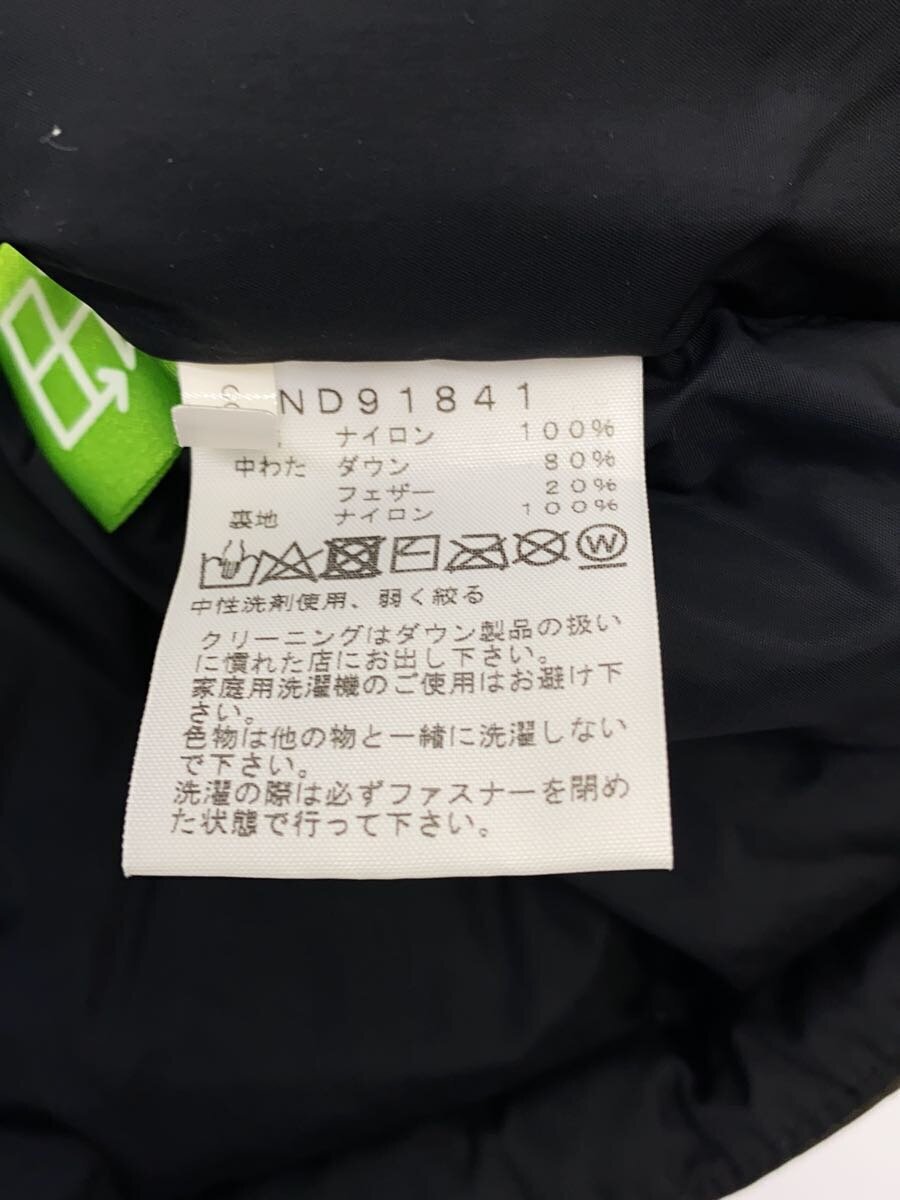 ND91841
ナイロン 100%
中わた ダウン 80%
フェザー 20%
裏地 ナイロン 100%
W
中性洗剤使用、弱く絞る
クリーニングはダウン製品の扱い
に慣れた店にお出し下さい。
家庭用洗濯機のご使用はお避け下
さい。
色物は他の物と一緒に洗濯しない
で下さい。
洗濯の際は必ずファスナーを閉め
た状態で行って下さい。